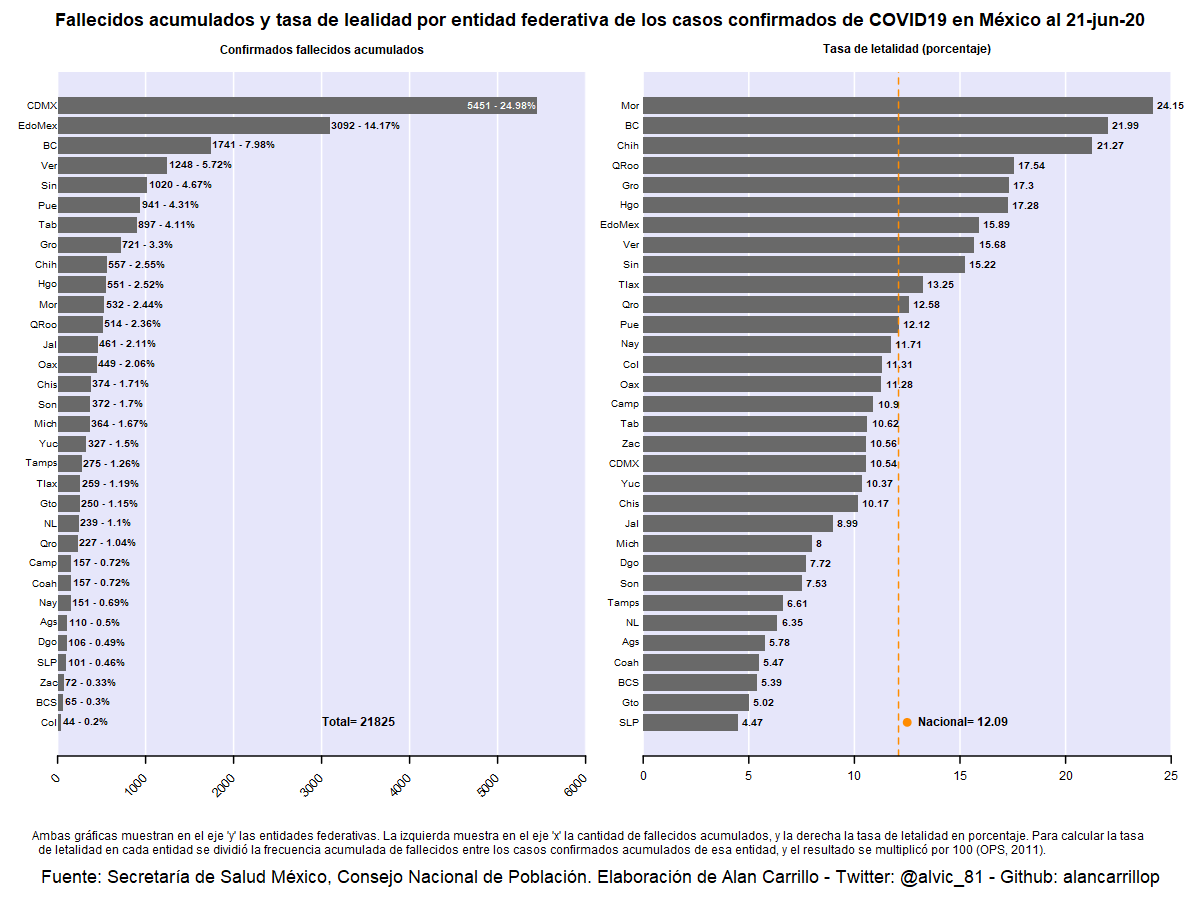 Fallecidos acumulados y tasa de lealidad por entidad federativa de los casos confirmados de COVID19 en México al 21-jun-20
Confirmados fallecidos acumulados
CDMX 5451 - 24.98%
EdoMex 3092 - 14.17%
BC 1741 - 7.98%
Ver 1248 - 5.72%
Sin 1020 - 4.67%
Pue 941 - 4.31%
Tab 897 - 4.11%
Gro 721 - 3.3%
Chih 557 - 2.55%
Hgo 551 - 2.52%
Mor 532 - 2.44%
QRoo 514 - 2.36%
Jal 461 - 2.11%
Oax 449 - 2.06%
Chis 374 - 1.71%
Son 372 - 1.7%
Mich 364 - 1.67%
Yuc 327 - 1.5%
Tamps 275 - 1.26%
Tlax 259 - 1.19%
Gto 250 - 1.15%
NL 239 - 1.1%
Qro 227 - 1.04%
Camp 157 - 0.72%
Coah 157 - 0.72%
Nay 151 - 0.69%
Ags 110 - 0.5%
Dgo 106 - 0.49%
SLP 101 - 0.46%
Zac 72 - 0.33%
BCS 65 - 0.3%
Col 44 - 0.2%
Total= 21825
0 1000 2000 3000 4000 5000 6000
Tasa de letalidad (porcentaje)
Mor 24.15
BC 21.99
Chih 21.27
QRoo 17.54
Gro 17.3
Hgo 17.28
EdoMex 15.89
Ver 15.68
Sin 15.22
Tlax 13.25
Qro 12.58
Pue 12.12
Nay 11.71
Col 11.31
Oax 11.28
Camp 10.9
Tab 10.62
Zac 10.56
CDMX 10.54
Yuc 10.37
Chis 10.17
Jal 8.99
Mich 8
Dgo 7.72
Son 7.53
Tamps 6.61
NL 6.35
Ags 5.78
Coah 5.47
BCS 5.39
Gto 5.02
SLP 4.47
Nacional= 12.09
0 5 10 15 20 25
Ambas gráficas muestran en el eje 'y' las entidades federativas. La izquierda muestra en el eje 'x' la cantidad de fallecidos acumulados, y la derecha la tasa de letalidad en porcentaje. Para calcular la tasa
de letalidad en cada entidad se dividió la frecuencia acumulada de fallecidos entre los casos confirmados acumulados de esa entidad, y el resultado se multiplicó por 100 (OPS, 2011).
Fuente: Secretaría de Salud México, Consejo Nacional de Población. Elaboración de Alan Carrillo - Twitter: @alvic_81 - Github: alancarrillop